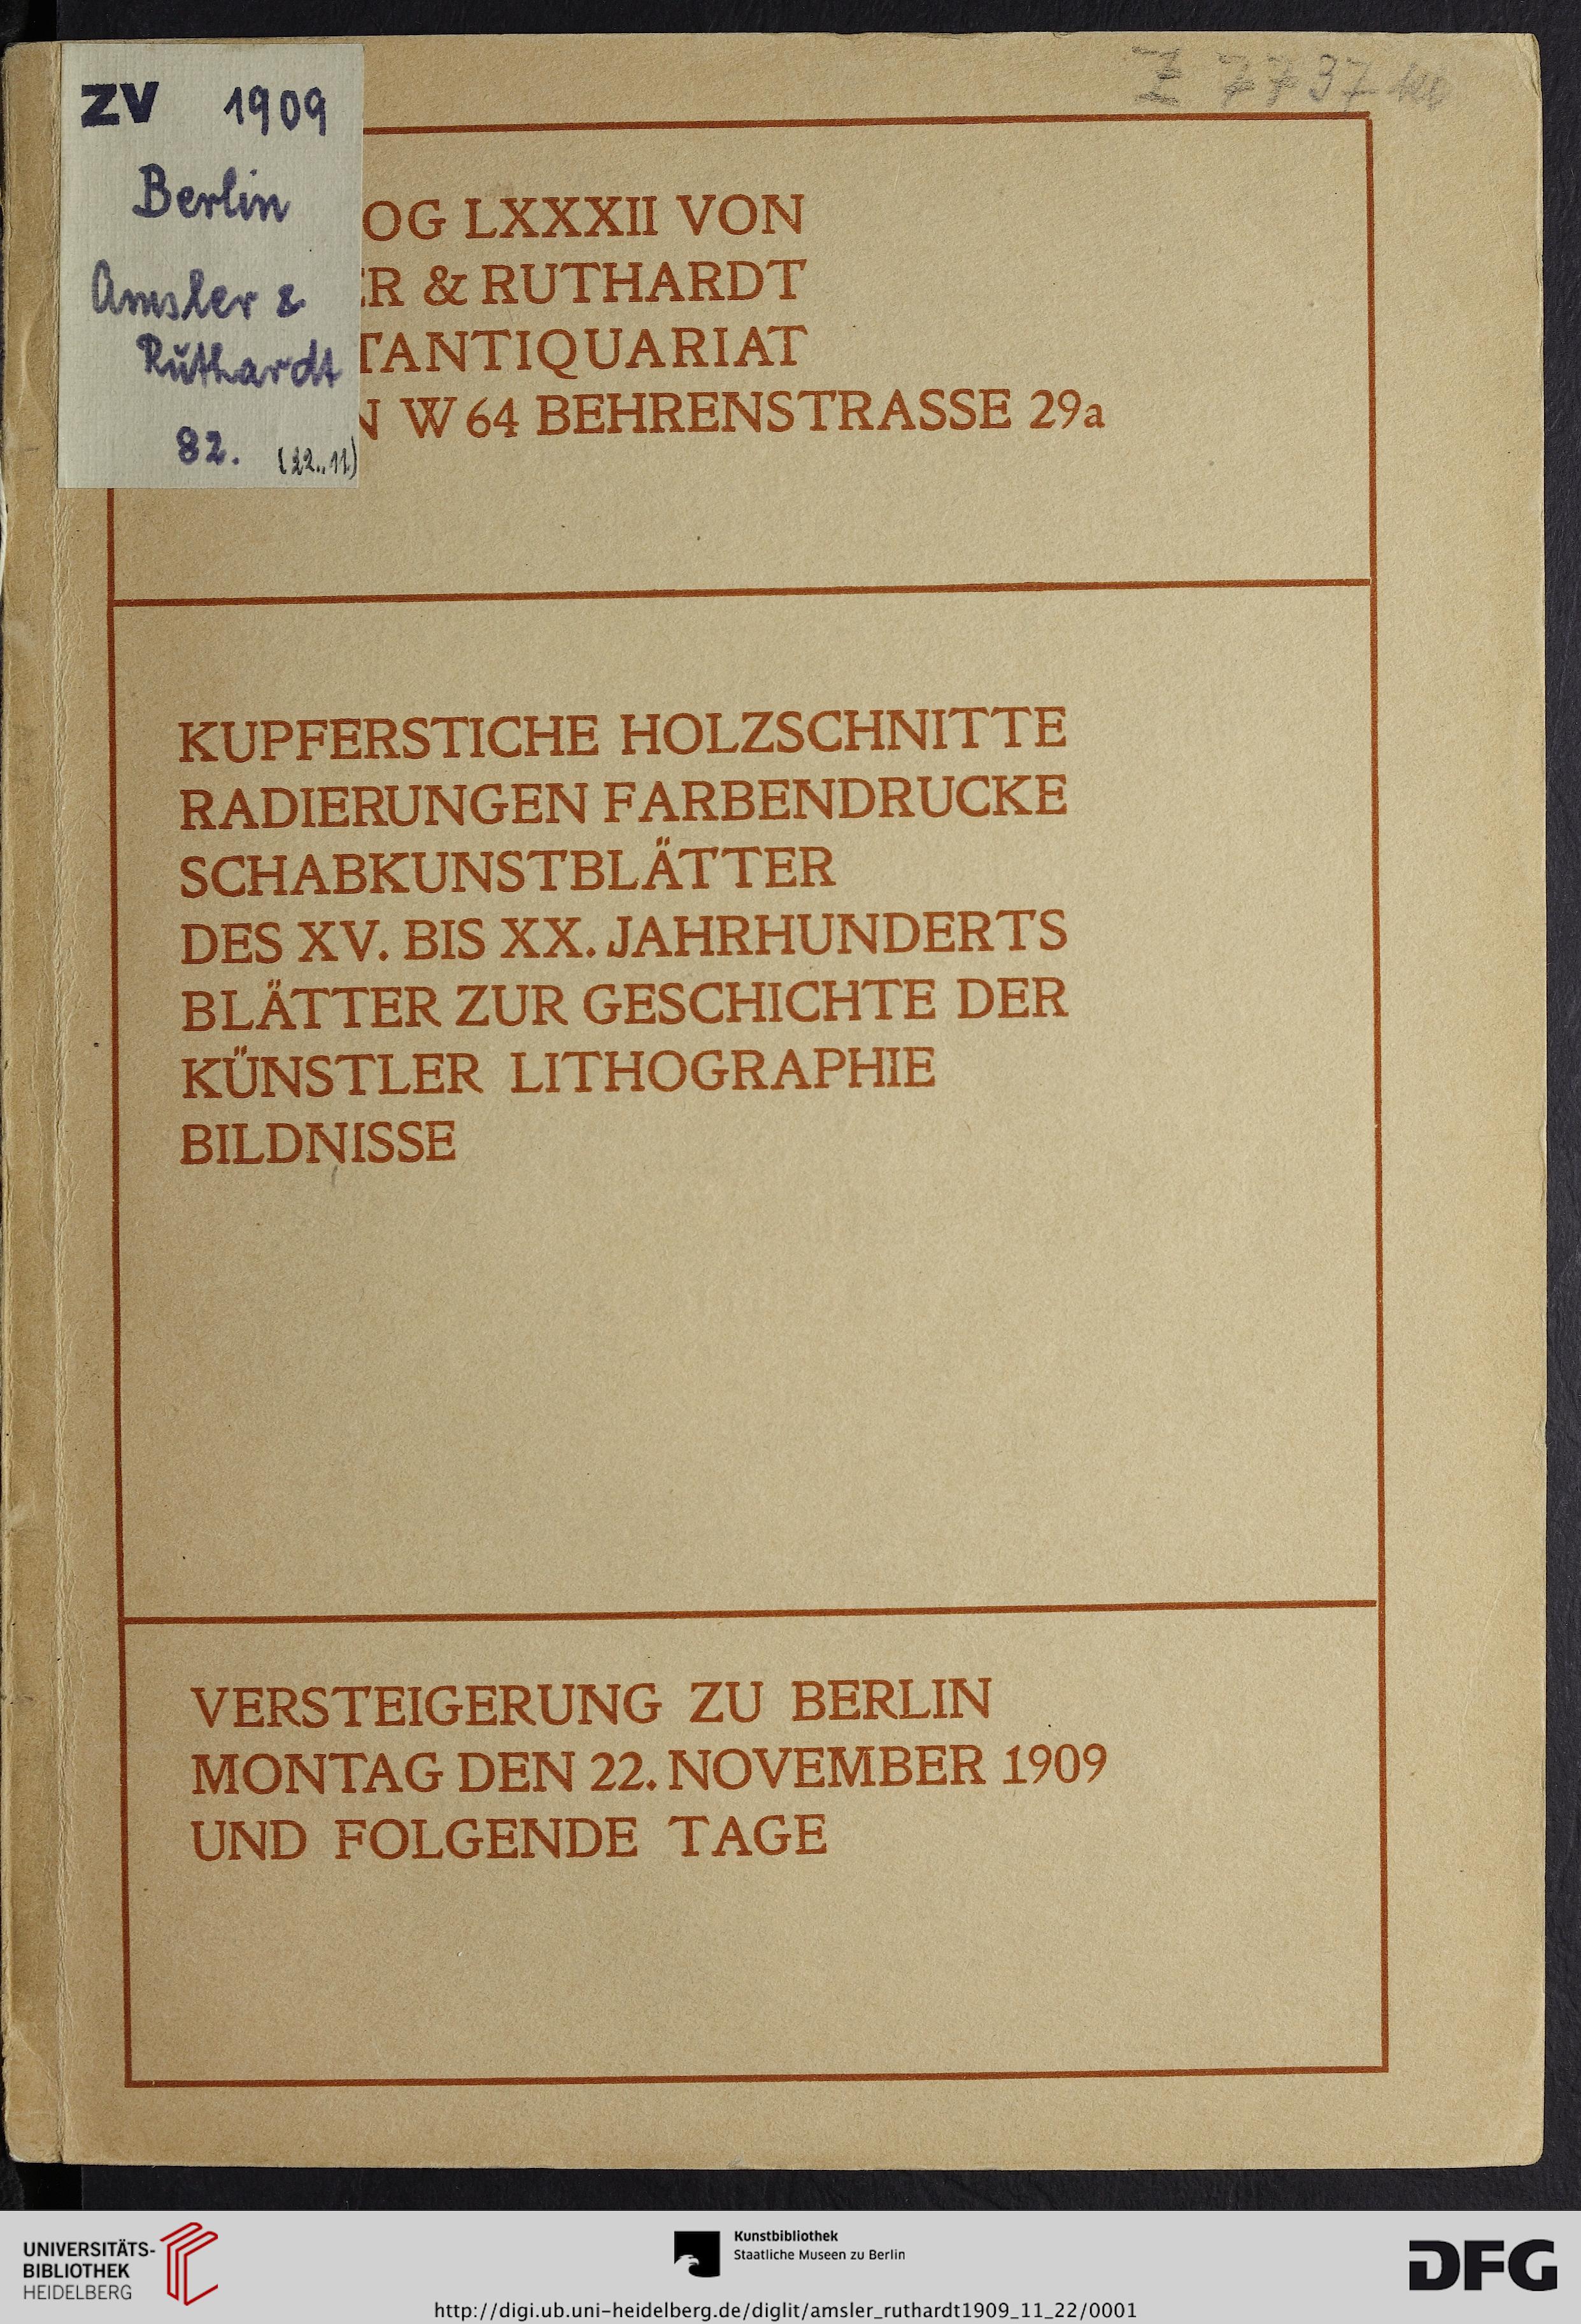 ZV 1909
Berlin
Amsler &
Ruthardt
82. (22.11)
Z 7737
OG LXXXII VON
ER & RUTHARDT
TANTIQUARIAT
N W 64 BEHRENSTRASSE 29a
KUPFERSTICHE HOLZSCHNITTE
RADIERUNGEN FARBENDRUCKE
SCHABKUNSTBLÄTTER
DES XV. BIS XX. JAHRHUNDERTS
BLÄTTER ZUR GESCHICHTE DER
KÜNSTLER LITHOGRAPHIE
BILDNISSE
VERSTEIGERUNG ZU BERLIN
MONTAG DEN 22. NOVEMBER 1909
UND FOLGENDE TAGE
UNIVERSITÄTS-
BIBLIOTHEK
HEIDELBERG
Kunstbibliothek
Staatliche Museen zu Berlin
DFG
http://digi.ub.uni-heidelberg.de/diglit/amsler_ruthardt1909_11_22/0001